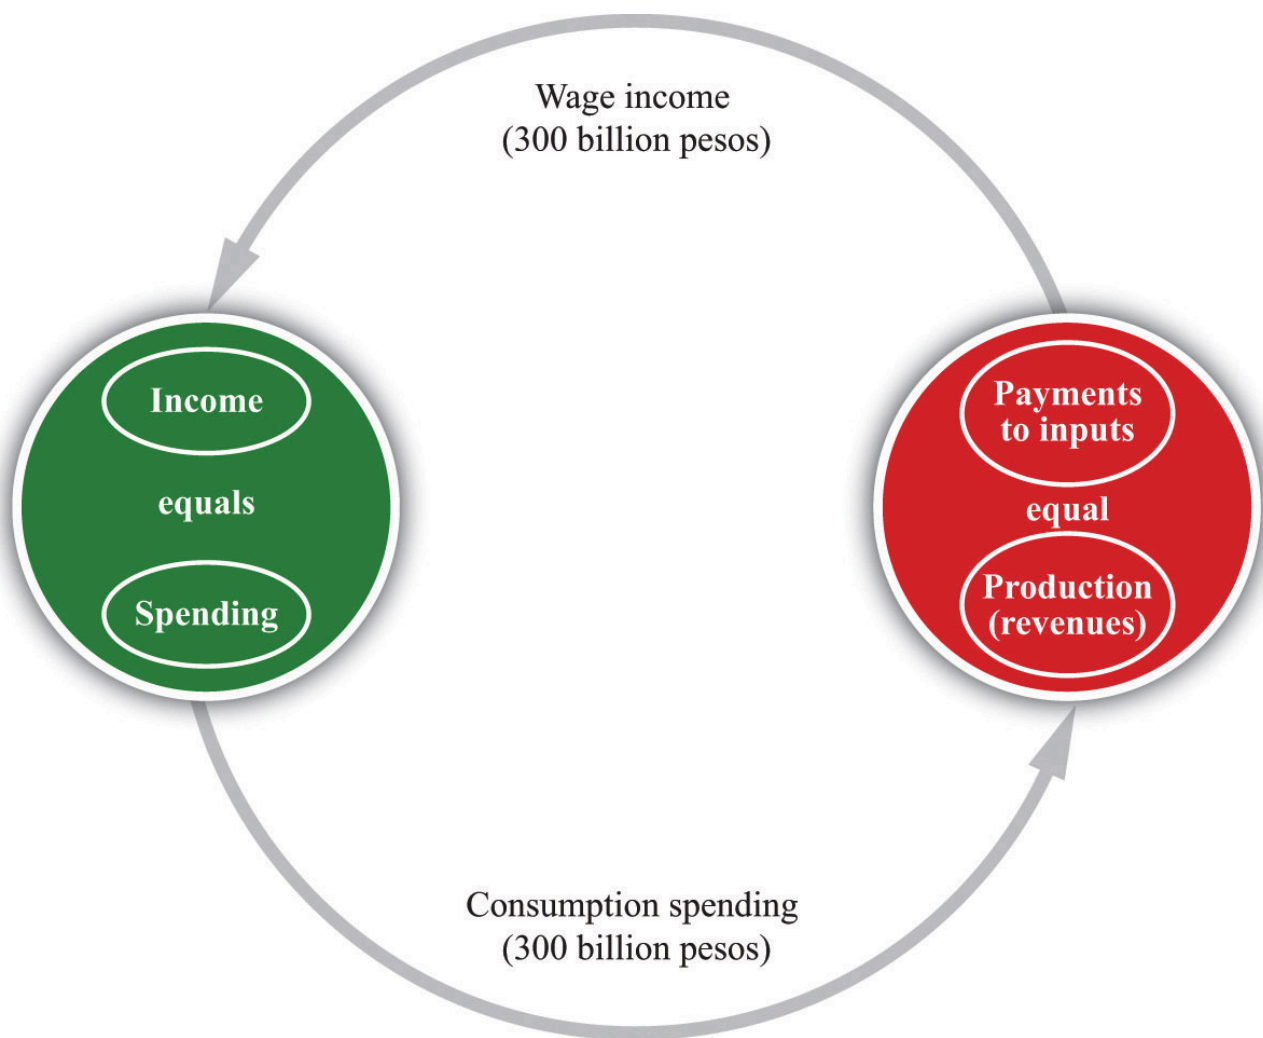 Wage income
(300 billion pesos)
Income
equals
Spending
Payments
to inputs
equal
Production
(revenues)
Consumption spending
(300 billion pesos)